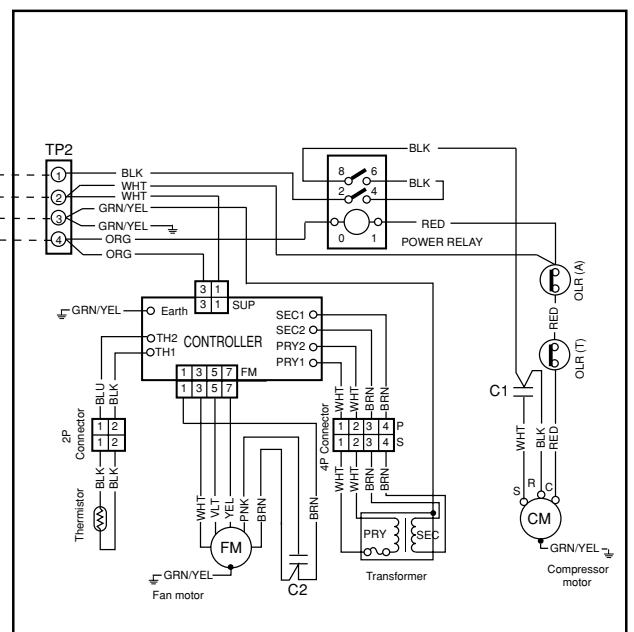 TP2
1 BLK
2 WHT
WHT
3 GRN/YEL
GRN/YEL
4 ORG
ORG
BLK
8 6
BLK
2 4
0 1
RED
POWER RELAY
OLR (A)
RED
OLR (T)
GRN/YEL
Earth
3 1
3 1
SUP
TH2
TH1
CONTROLLER
SEC1
SEC2
PRY2
PRY1
1 3 5 7 FM
1 3 5 7
BLU
BLK
2P Connector
1 2
1 2
BLK
BLK
Thermistor
WHT
VLT
YEL
PNK
BRN
BRN
FM
GRN/YEL
Fan motor
C2
WHT
WHT
BRN
BRN
4P Connector
1 2 3 4 P
1 2 3 4 S
WHT
WHT
BRN
BRN
PRY
SEC
Transformer
C1
WHT
BLK
RED
S R C
CM
GRN/YEL
Compressor
motor